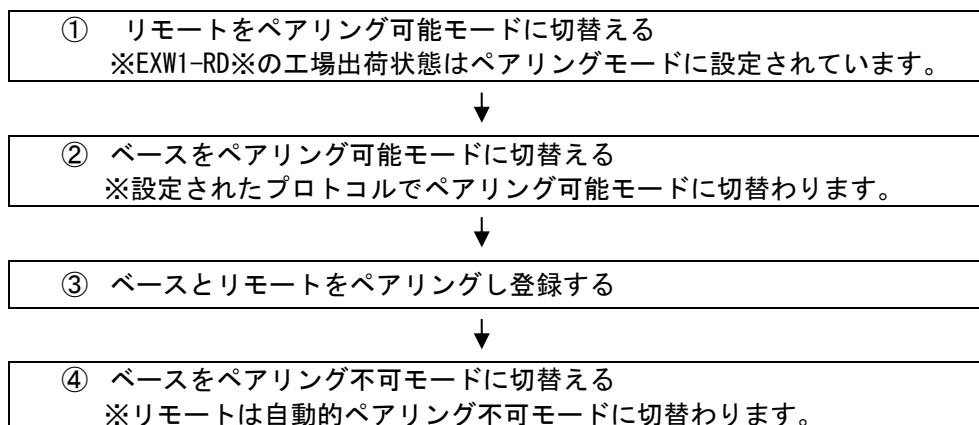 ① リモートをペアリング可能モードに切替える
※EXW1-RD※の工場出荷状態はペアリングモードに設定されています。
↓
② ベースをペアリング可能モードに切替える
※設定されたプロトコルでペアリング可能モードに切替わります。
↓
③ ベースとリモートをペアリングし登録する
↓
④ ベースをペアリング不可モードに切替える
※リモートは自動的ペアリング不可モードに切替わります。